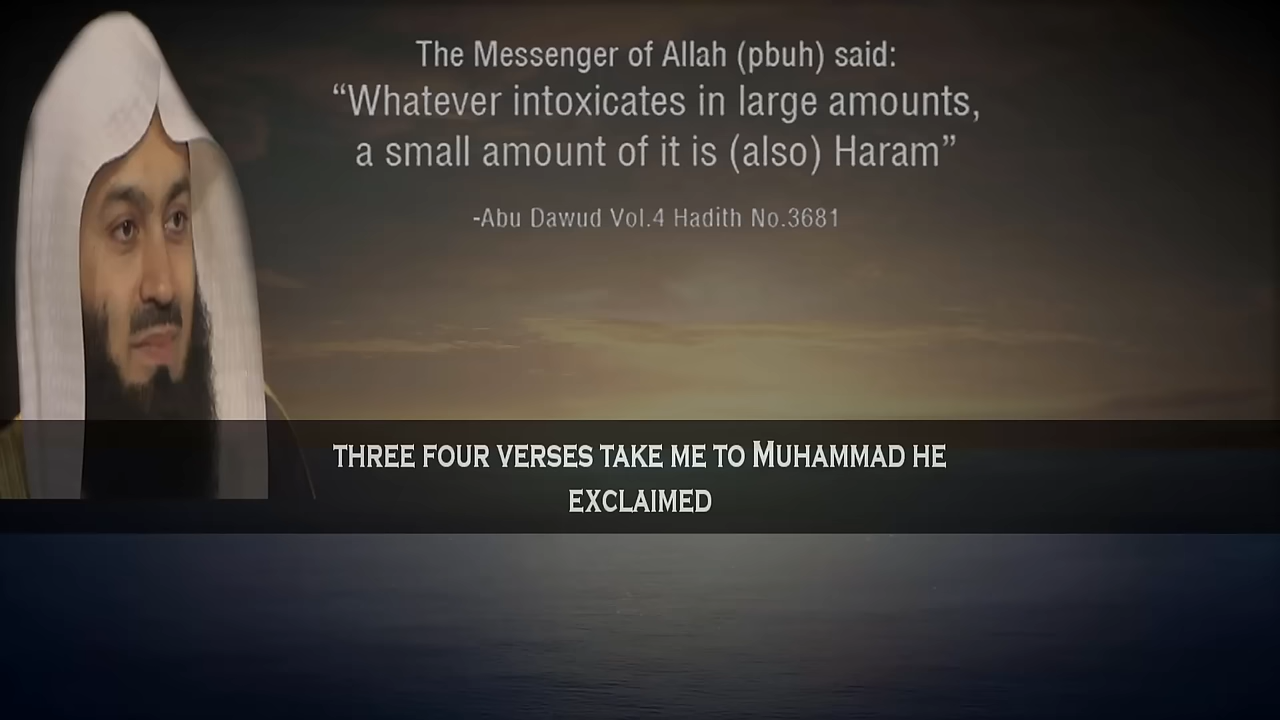 The Messenger of Allah (pbuh) said:
“Whatever intoxicates in large amounts,
a small amount of it is (also) Haram”
-Abu Dawud Vol.4 Hadith No.3681
THREE FOUR VERSES TAKE ME TO MUHAMMAD HE
EXCLAIMED